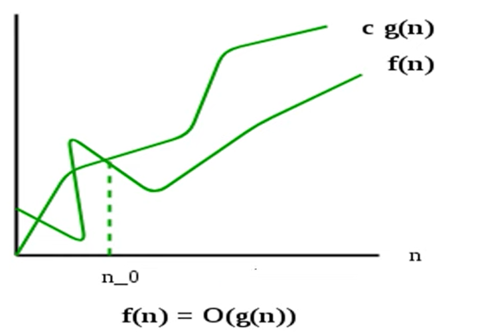 c g(n)
f(n)
n
n_0
f(n) = O(g(n))